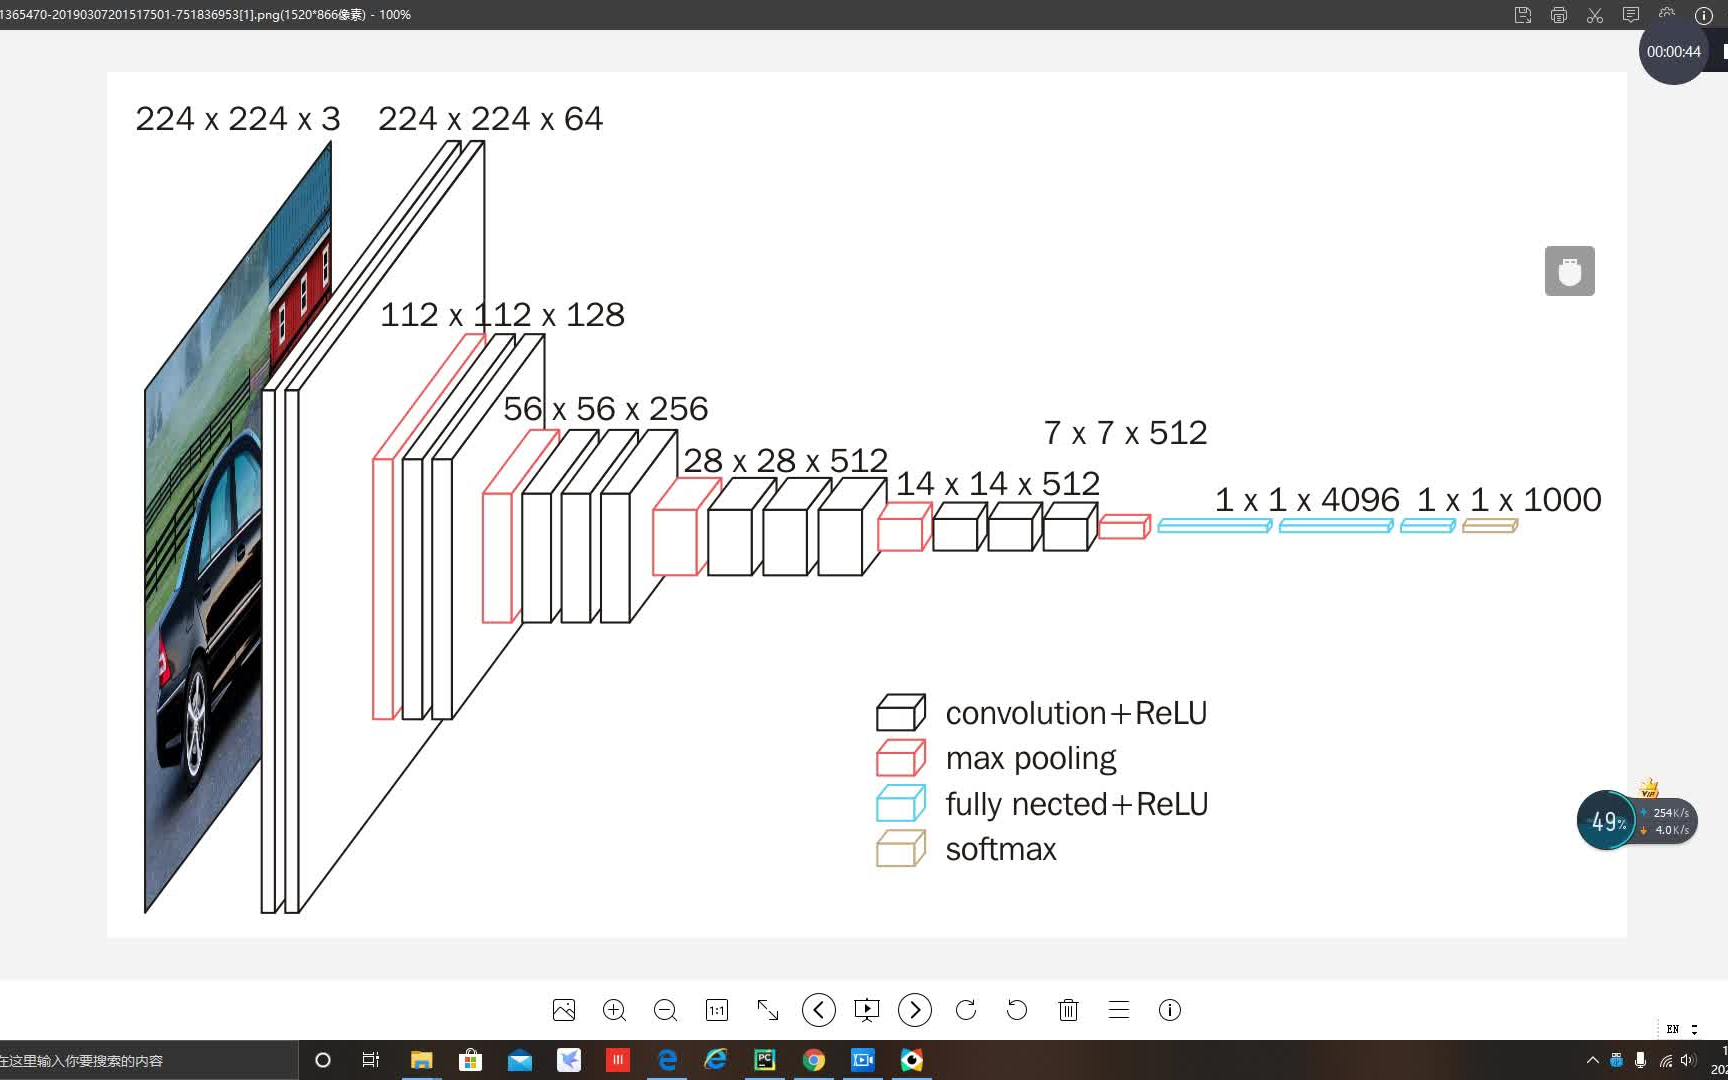 1365470-20190307201517501-751836953[1].png(1520*866像素) - 100%
00:00:44
224 x 224 x 3
224 x 224 x 64
112 x 112 x 128
56 x 56 x 256
28 x 28 x 512
14 x 14 x 512
7 x 7 x 512
1 x 1 x 4096
1 x 1 x 1000
convolution+ReLU
max pooling
fully nected+ReLU
softmax
VIP
49%
254K/s
4.0K/s
1:1
EN
在这里输入你要搜索的内容
PC